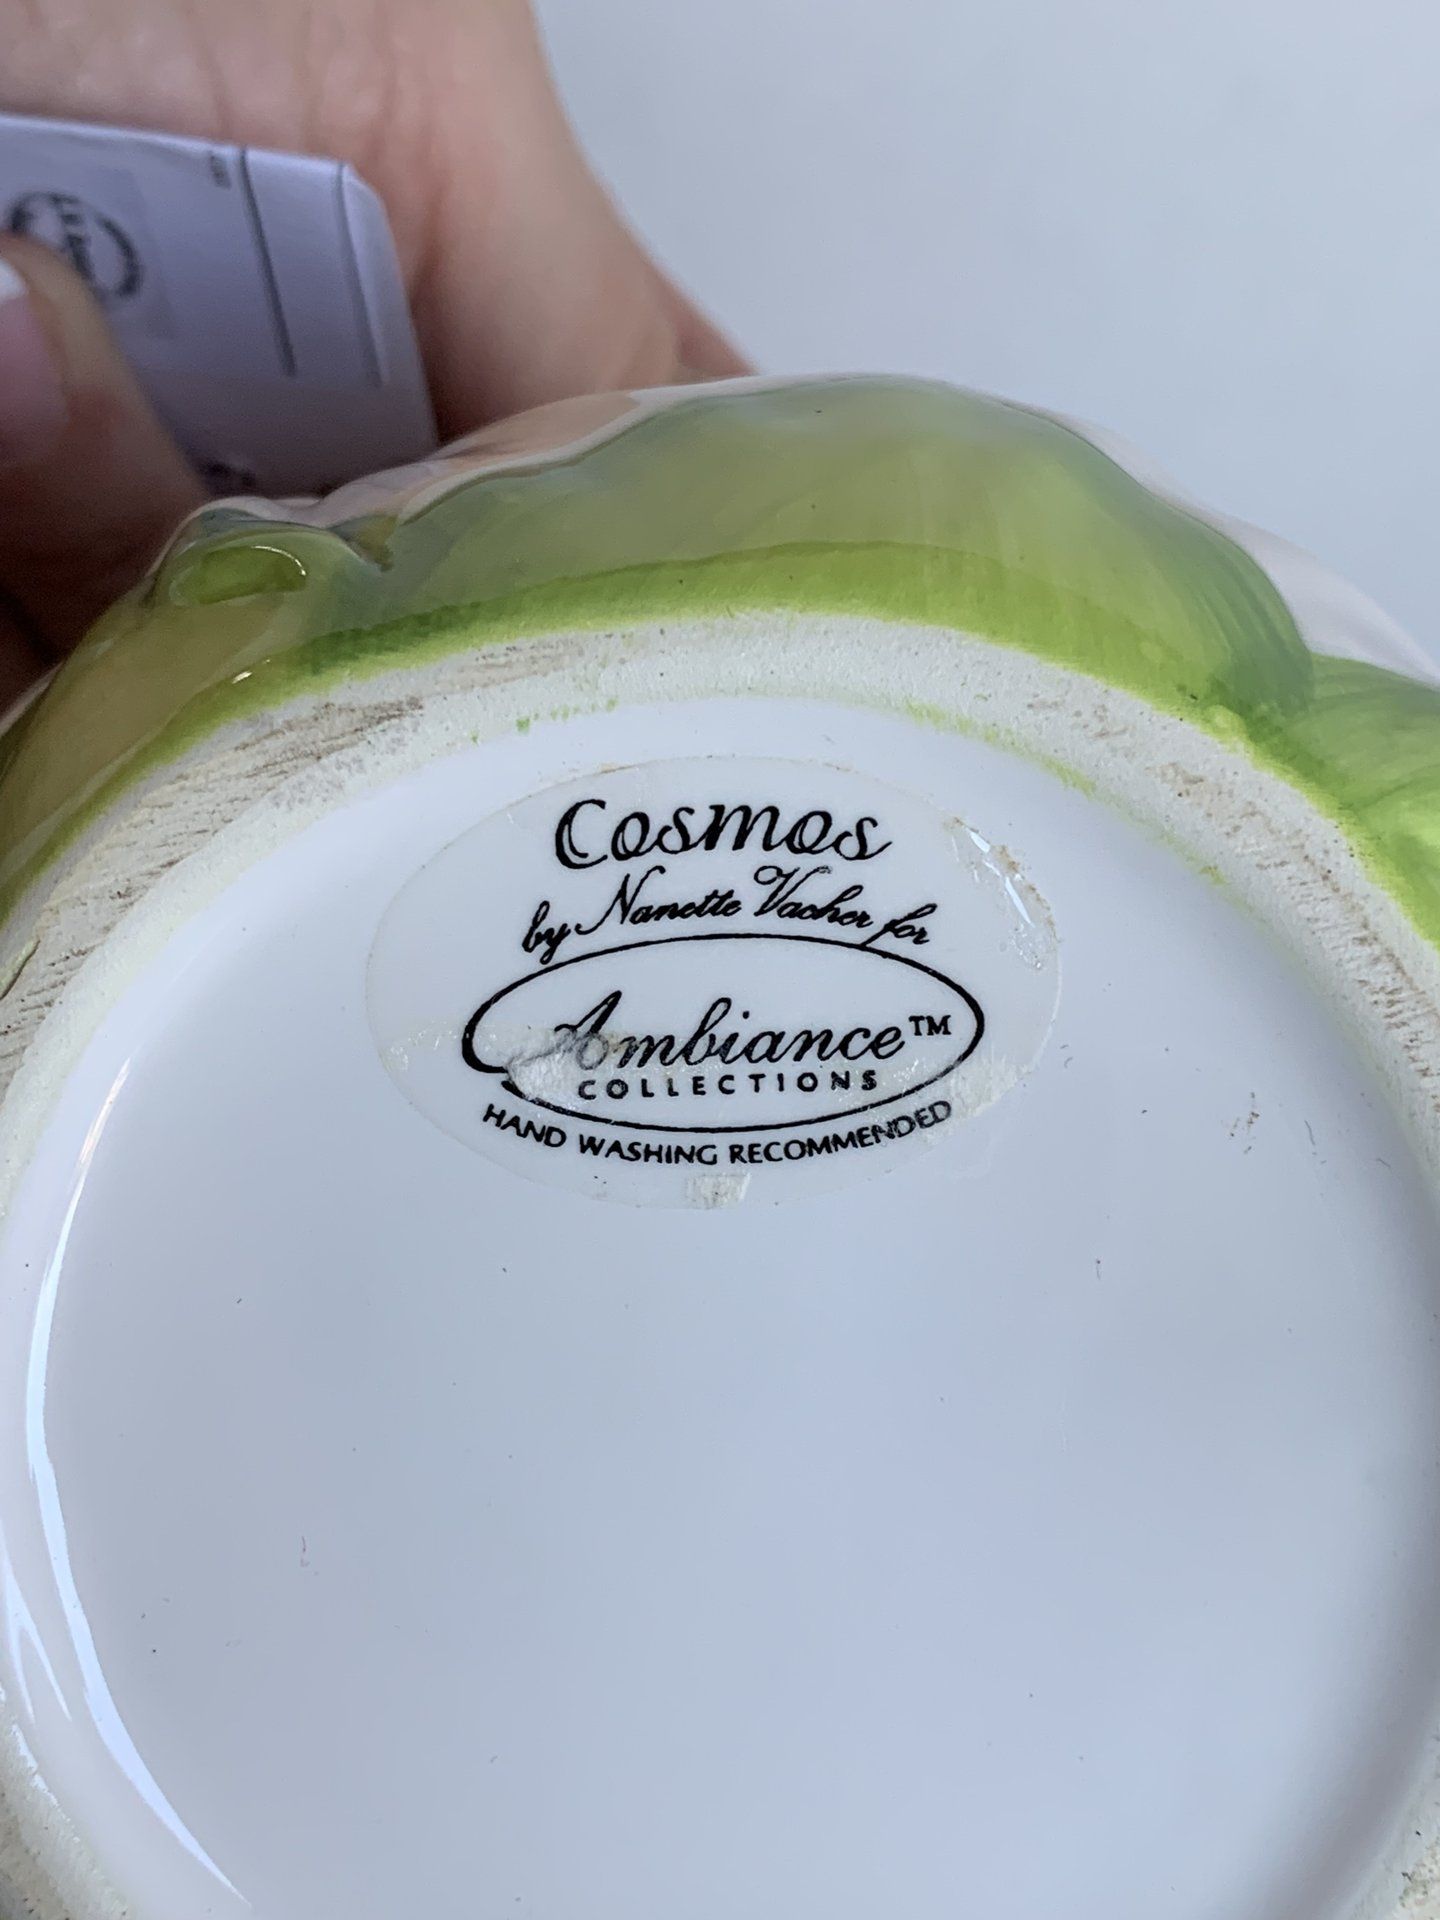 Cosmos
by Nanette Vacher for
Ambiance™
COLLECTIONS
HAND WASHING RECOMMENDED